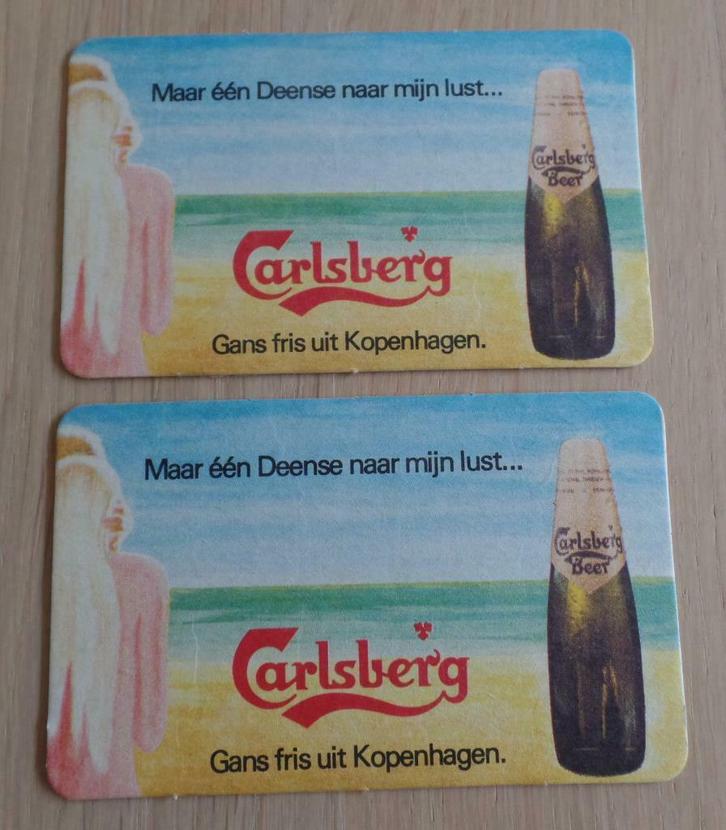 Maar één Deense naar mijn lust...
Carlsberg
Beer
Carlsberg
Gans fris uit Kopenhagen.
Maar één Deense naar mijn lust...
Carlsberg
Beer
Carlsberg
Gans fris uit Kopenhagen.